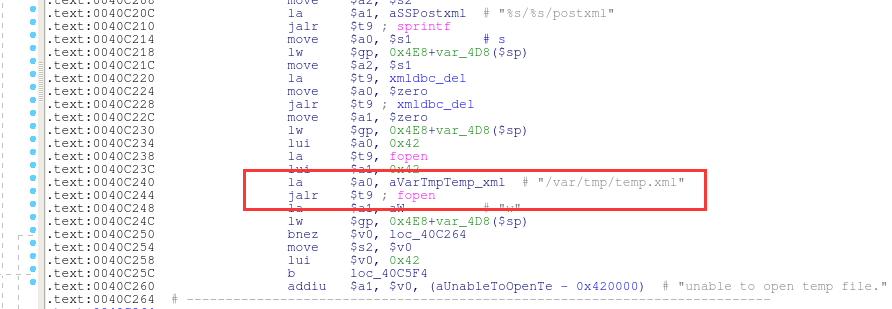 .text:0040C208 move $a2, $s2
.text:0040C20C la $a1, aSSPostxml # "%s/%s/postxml"
.text:0040C210 jalr $t9 ; sprintf
.text:0040C214 move $a0, $s1 # s
.text:0040C218 lw $gp, 0x4E8+var_4D8($sp)
.text:0040C21C move $a2, $s1
.text:0040C220 la $t9, xmldbc_del
.text:0040C224 move $a0, $zero
.text:0040C228 jalr $t9 ; xmldbc_del
.text:0040C22C move $a1, $zero
.text:0040C230 lw $gp, 0x4E8+var_4D8($sp)
.text:0040C234 lui $a0, 0x42
.text:0040C238 la $t9, fopen
.text:0040C23C lui $a1, 0x42
.text:0040C240 la $a0, aVarTmpTemp_xml # "/var/tmp/temp.xml"
.text:0040C244 jalr $t9 ; fopen
.text:0040C248 la $a1, aW # "w"
.text:0040C24C lw $gp, 0x4E8+var_4D8($sp)
.text:0040C250 bnez $v0, loc_40C264
.text:0040C254 move $s2, $v0
.text:0040C258 lui $v0, 0x42
.text:0040C25C b loc_40C5F4
.text:0040C260 addiu $a1, $v0, (aUnableToOpenTe - 0x420000) # "unable to open temp file."
.text:0040C264 # ---------------------------------------------------------------------------